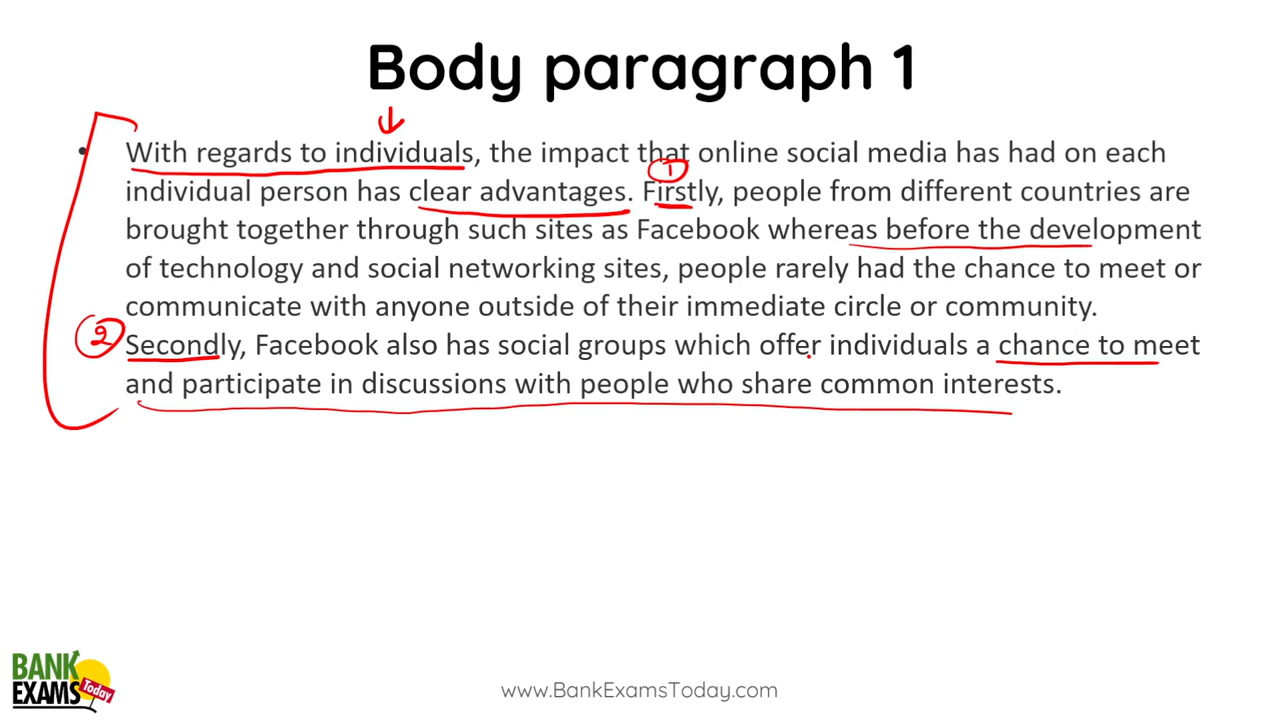 Body paragraph 1
• With regards to individuals, the impact that online social media has had on each
1
individual person has clear advantages. Firstly, people from different countries are
brought together through such sites as Facebook whereas before the development
of technology and social networking sites, people rarely had the chance to meet or
communicate with anyone outside of their immediate circle or community.
2
Secondly, Facebook also has social groups which offer individuals a chance to meet
and participate in discussions with people who share common interests.
BANK
EXAMS
Today
www.BankExamsToday.com